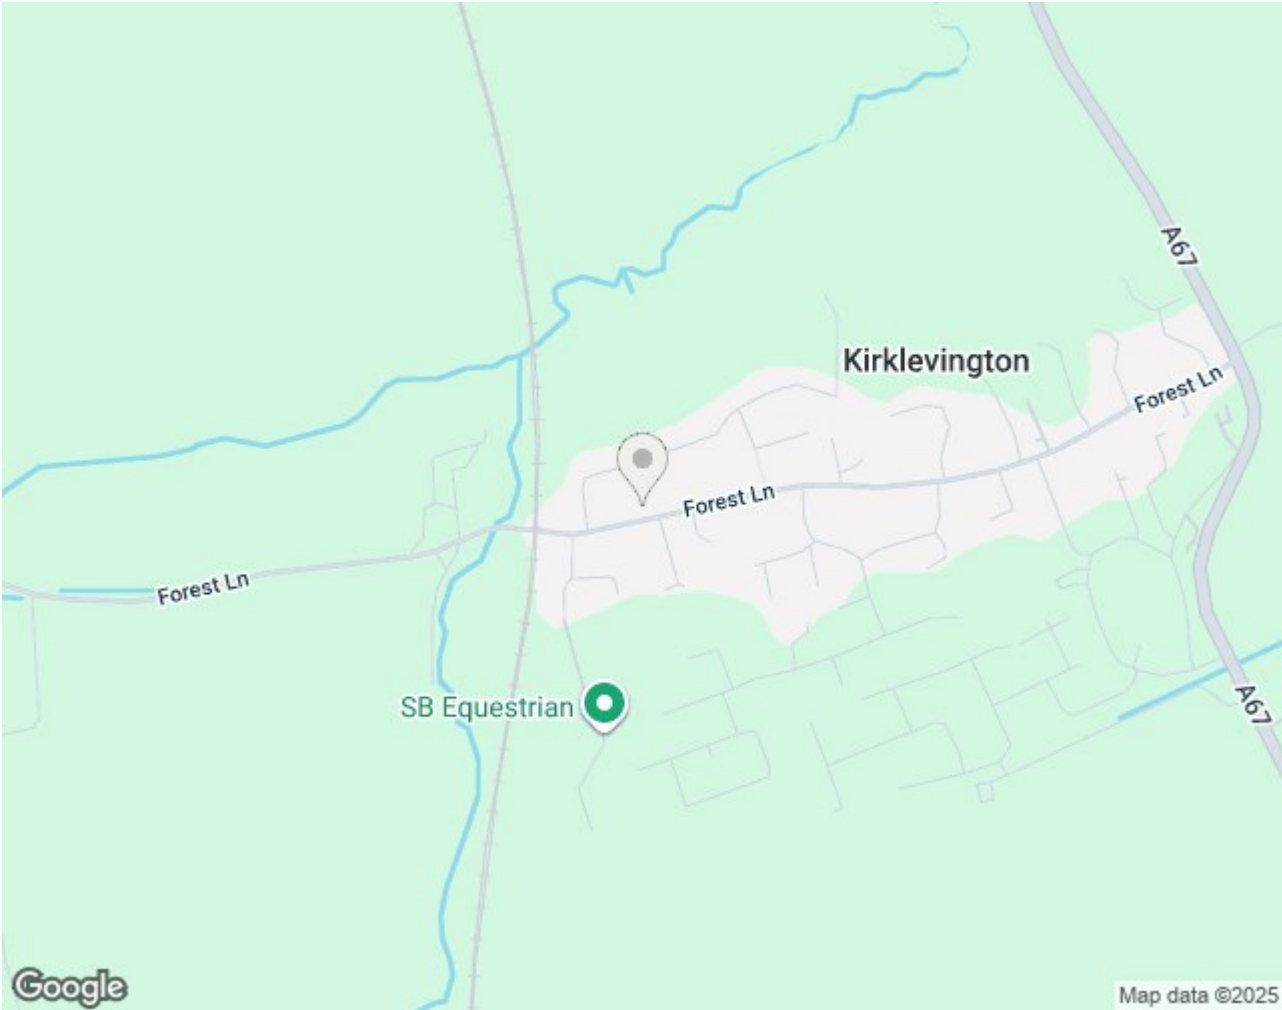 A67
Kirklevington
Forest Ln
Forest Ln
Forest Ln
SB Equestrian
A67
Google
Map data ©2025